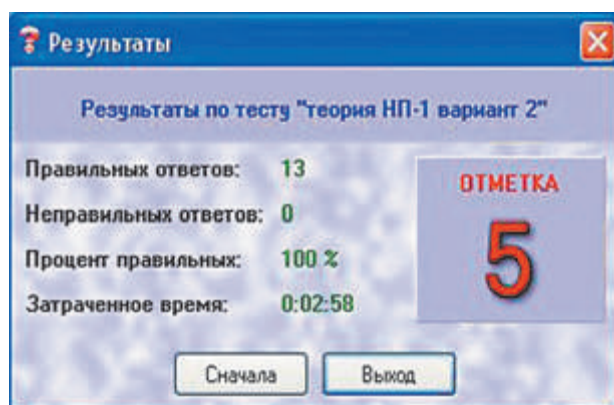 Результаты
Результаты по тесту "теория НП-1 вариант 2"
Правильных ответов: 13
Неправильных ответов: 0
Процент правильных: 100 %
Затраченное время: 0:02:58
ОТМЕТКА
5
Сначала Выход